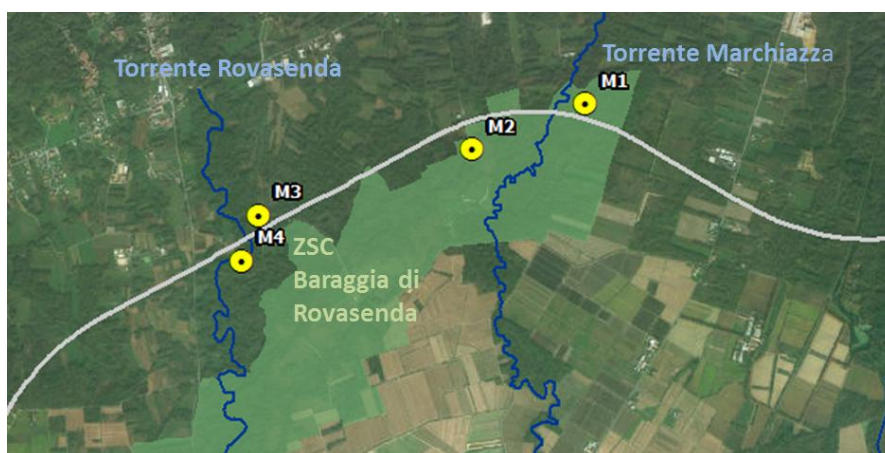 Torrente Rovasenda
Torrente Marchiazza
M1
M2
M3
M4
ZSC
Baraggia di
Rovasenda